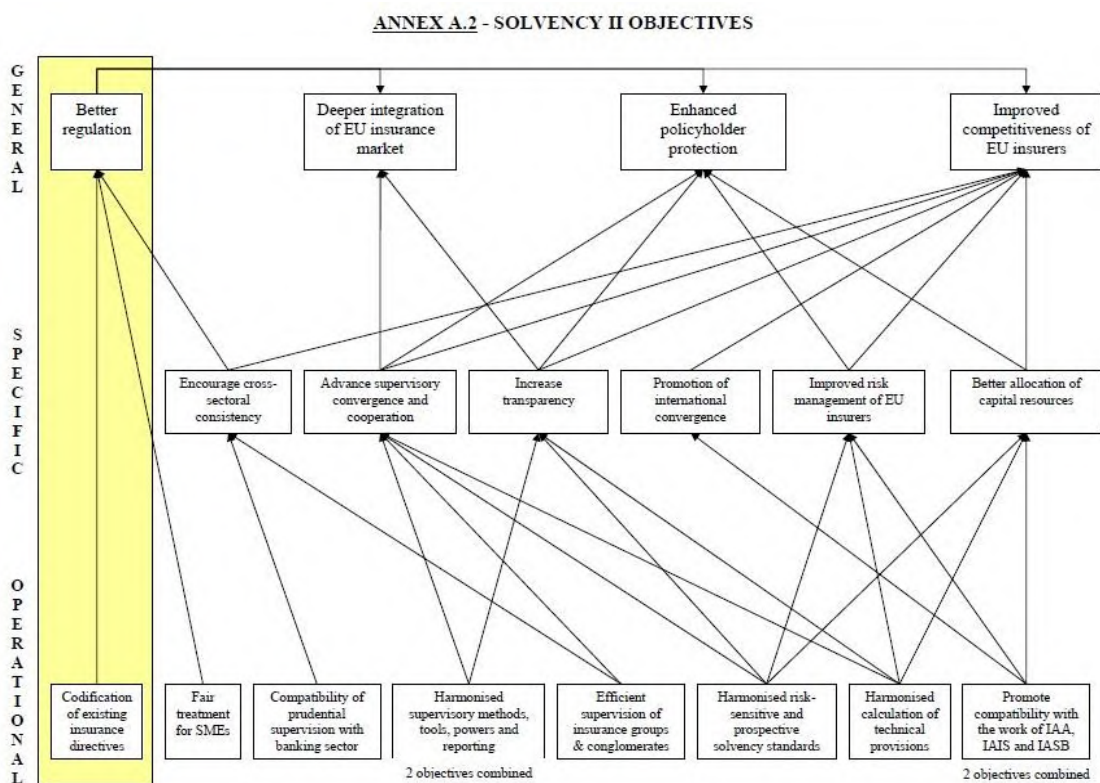 ANNEX A.2 - SOLVENCY II OBJECTIVES
GENERAL
Better
regulation
Deeper integration
of EU insurance
market
Enhanced
policyholder
protection
Improved
competitiveness of
EU insurers
SPECIFIC
Encourage cross-
sectoral
consistency
Advance supervisory
convergence and
cooperation
Increase
transparency
Promotion of
international
convergence
Improved risk
management of EU
insurers
Better allocation of
capital resources
OPERATIONAL
Codification
of existing
insurance
directives
Fair
treatment
for SMEs
Compatibility of
prudential
supervision with
banking sector
Harmonised
supervisory methods,
tools, powers and
reporting
Efficient
supervision of
insurance groups
& conglomerates
Harmonised risk-
sensitive and
prospective
solvency standards
Harmonised
calculation of
technical
provisions
Promote
compatibility with
the work of IAA,
IAIS and IASB
2 objectives combined
2 objectives combined